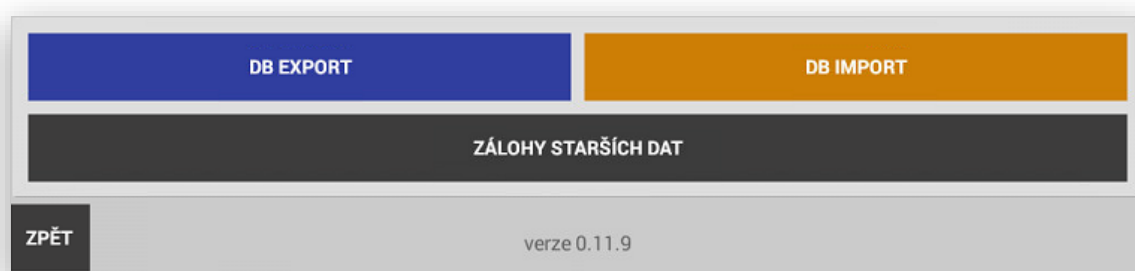 DB EXPORT
DB IMPORT
ZÁLOHY STARŠÍCH DAT
ZPĚT
verze 0.11.9